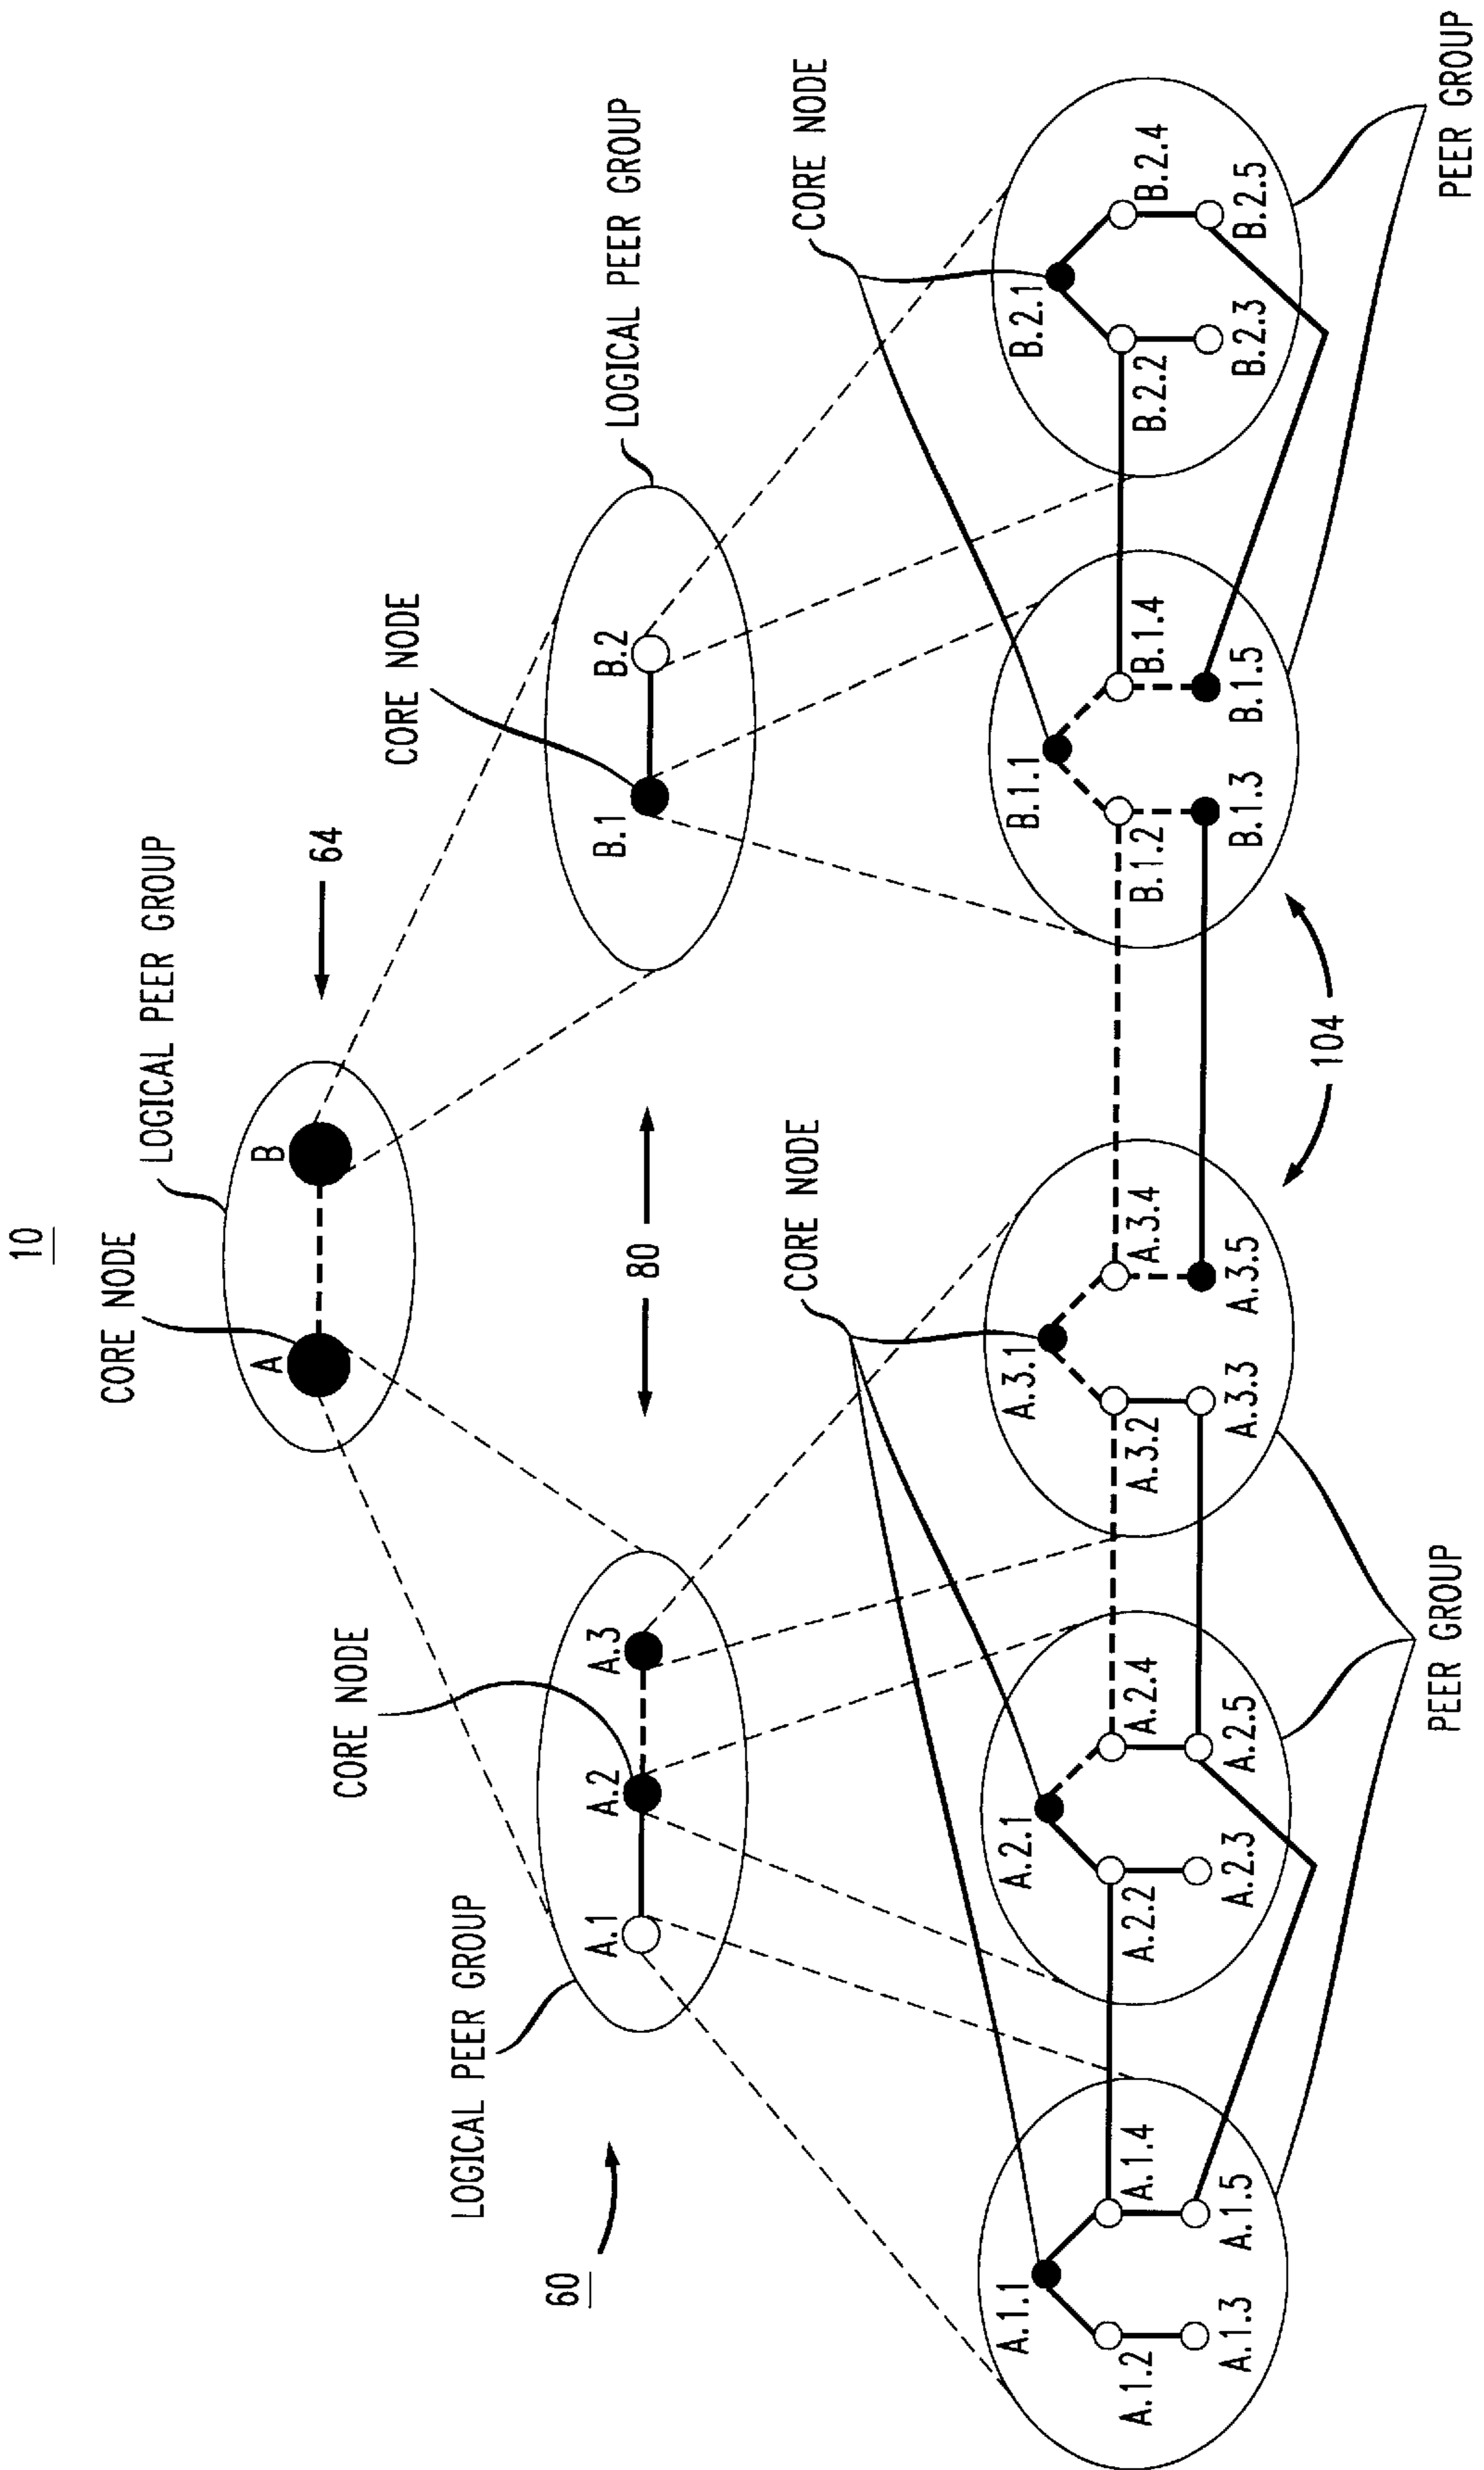 10
CORE NODE
LOGICAL PEER GROUP
A
B
64
LOGICAL PEER GROUP
CORE NODE
CORE NODE
LOGICAL PEER GROUP
60
A.1
A.2
A.3
80
B.1
B.2
CORE NODE
CORE NODE
A.1.1
A.1.2
A.1.3
A.1.4
A.1.5
A.2.1
A.2.2
A.2.3
A.2.4
A.2.5
A.3.1
A.3.2
A.3.3
A.3.4
A.3.5
B.1.1
B.1.2
B.1.3
B.1.4
B.1.5
B.2.1
B.2.2
B.2.3
B.2.4
B.2.5
104
PEER GROUP
PEER GROUP